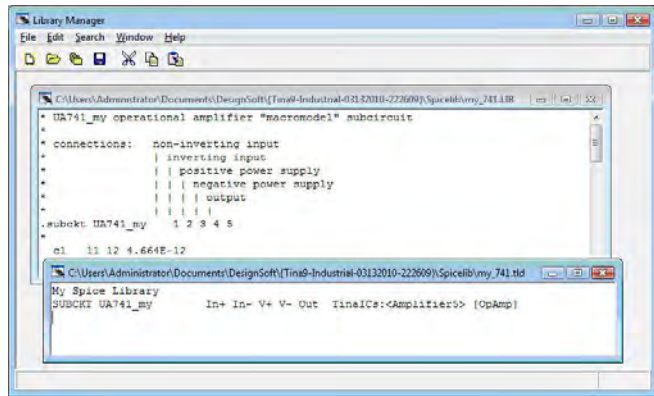 Library Manager
File Edit Search Window Help
C:\Users\Administrator\Documents\DesignSoft\{Tina9-Industrial-03132010-222609}\Spicelib\my_741.LIB
* UA741_my operational amplifier "macromodel" subcircuit
*
* connections:   non-inverting input
*                | inverting input
*                | | positive power supply
*                | | | negative power supply
*                | | | | output
*                | | | | |
.subckt UA741_my    1 2 3 4 5
*
c1   11 12 4.664E-12
C:\Users\Administrator\Documents\DesignSoft\{Tina9-Industrial-03132010-222609}\Spicelib\my_741.tld
My Spice Library
SUBCKT UA741_my       In+ In- V+ V- Out  TinaICs:<Amplifier5> [OpAmp]